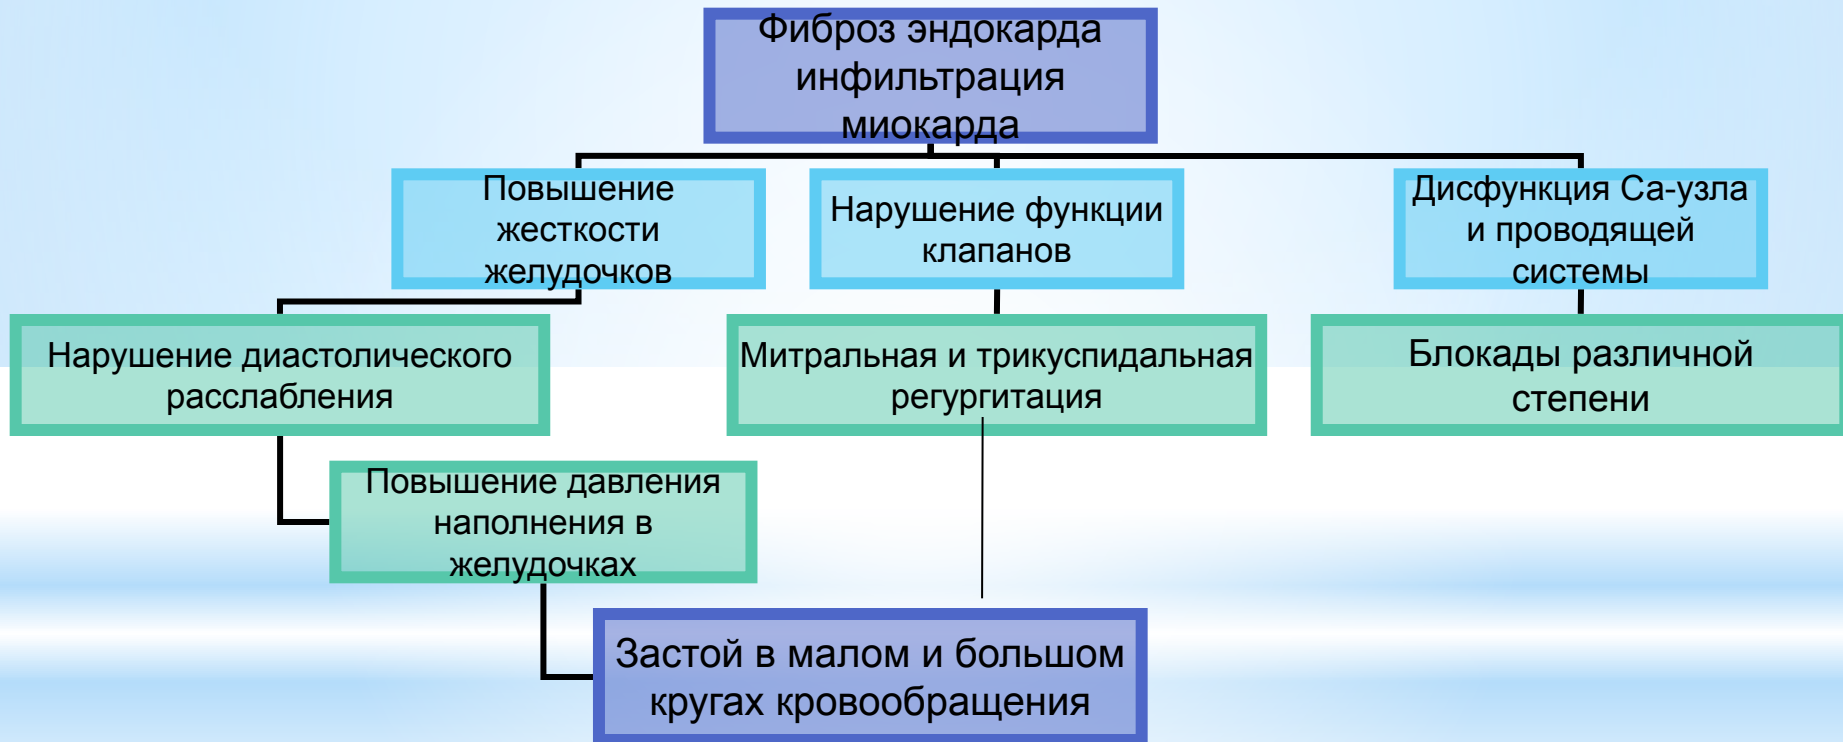 Фиброз эндокарда
инфильтрация
миокарда
Повышение
жесткости
желудочков
Нарушение функции
клапанов
Дисфункция Са-узла
и проводящей
системы
Нарушение диастолического
расслабления
Митральная и трикуспидальная
регургитация
Блокады различной
степени
Повышение давления
наполнения в
желудочках
Застой в малом и большом
кругах кровообращения